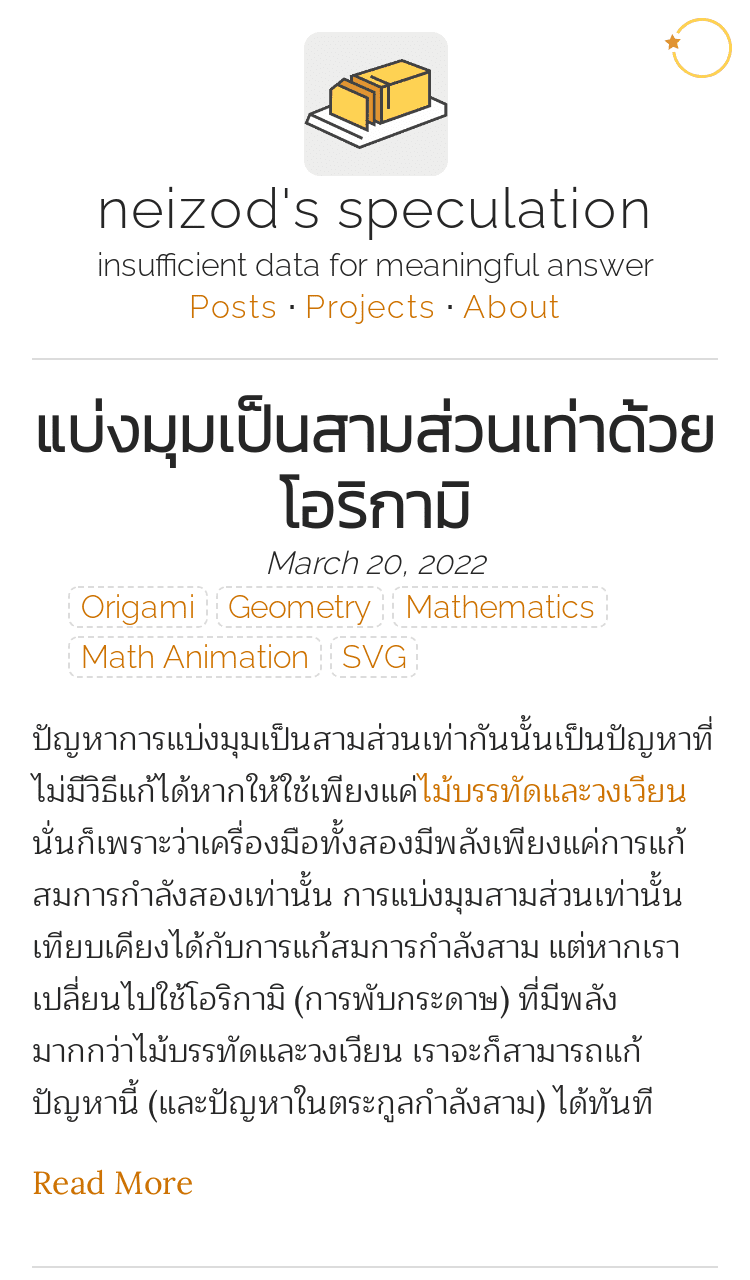 neizod's speculation
insufficient data for meaningful answer
Posts · Projects · About
แบ่งมุมเป็นสามส่วนเท่าด้วย
โอริกามิ
March 20, 2022
Origami Geometry Mathematics
Math Animation SVG
ปัญหาการแบ่งมุมเป็นสามส่วนเท่ากันนั้นเป็นปัญหาที่
ไม่มีวิธีแก้ได้หากให้ใช้เพียงแค่ไม้บรรทัดและวงเวียน
นั่นก็เพราะว่าเครื่องมือทั้งสองมีพลังเพียงแค่การแก้
สมการกำลังสองเท่านั้น การแบ่งมุมสามส่วนเท่านั้น
เทียบเคียงได้กับการแก้สมการกำลังสาม แต่หากเรา
เปลี่ยนไปใช้โอริกามิ (การพับกระดาษ) ที่มีพลัง
มากกว่าไม้บรรทัดและวงเวียน เราจะก็สามารถแก้
ปัญหานี้ (และปัญหาในตระกูลกำลังสาม) ได้ทันที
Read More